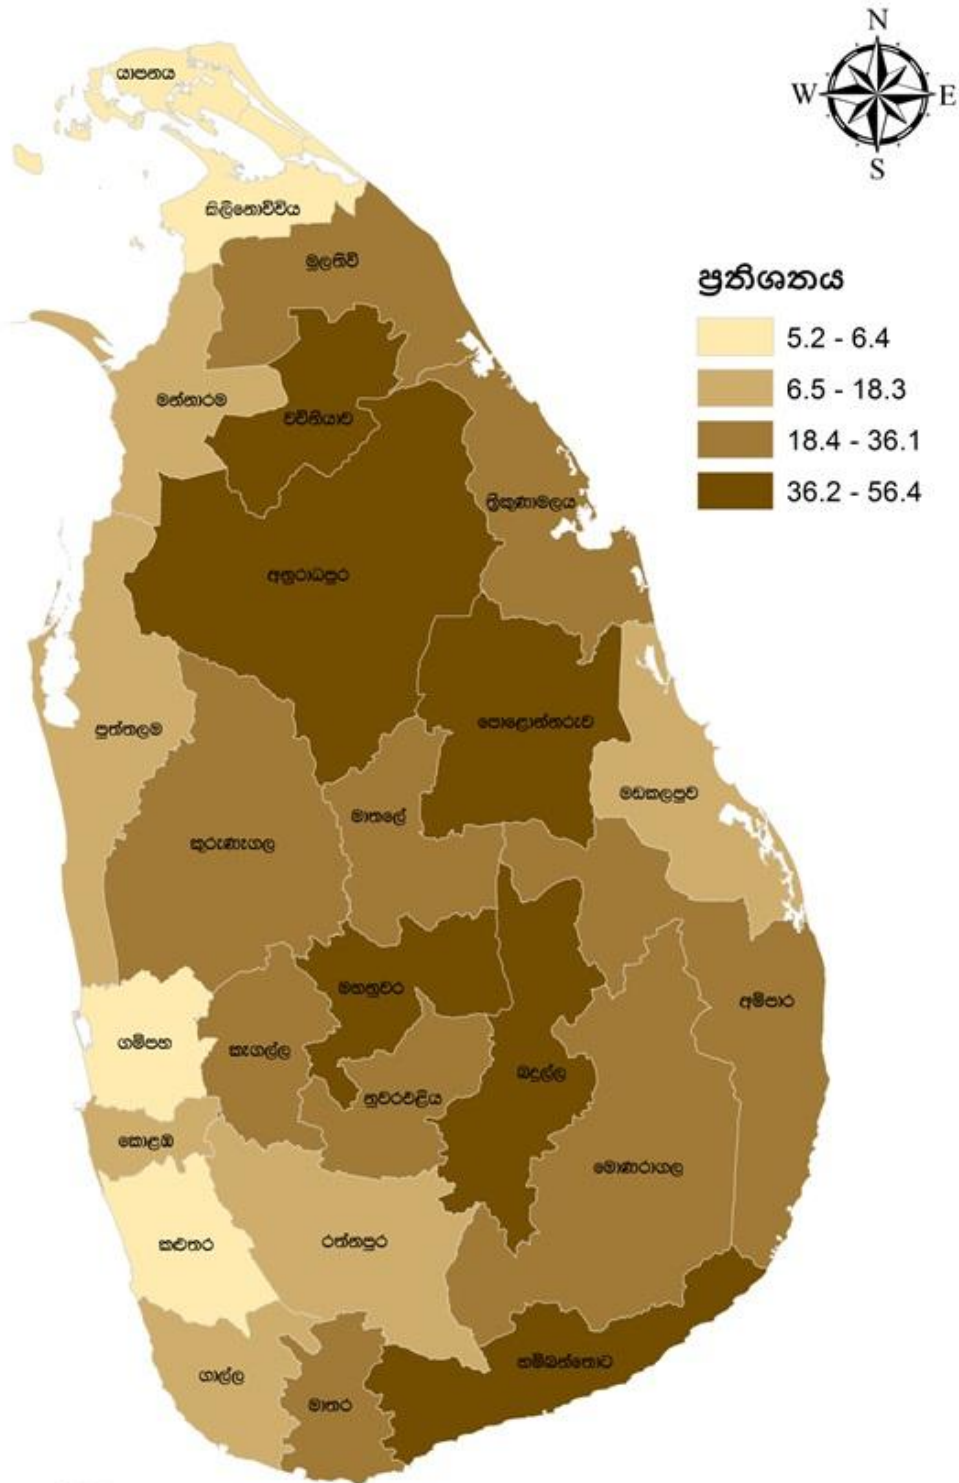 N
යාපනය
W E
S
කිලිනොච්චිය
මුලතිව්
ප්‍රතිශතය
5.2 - 6.4
6.5 - 18.3
මන්නාරම
වව්නියාව
18.4 - 36.1
36.2 - 56.4
ත්‍රිකුණාමලය
අනුරාධපුර
පොළොන්නරුව
පුත්තලම
මඩකලපුව
මාතලේ
කුරුණෑගල
මහනුවර
අම්පාර
ගම්පහ
කෑගල්ල
බදුල්ල
නුවරඑළිය
කොළඹ
මොණරාගල
රත්නපුර
කළුතර
හම්බන්තොට
ගාල්ල
මාතර